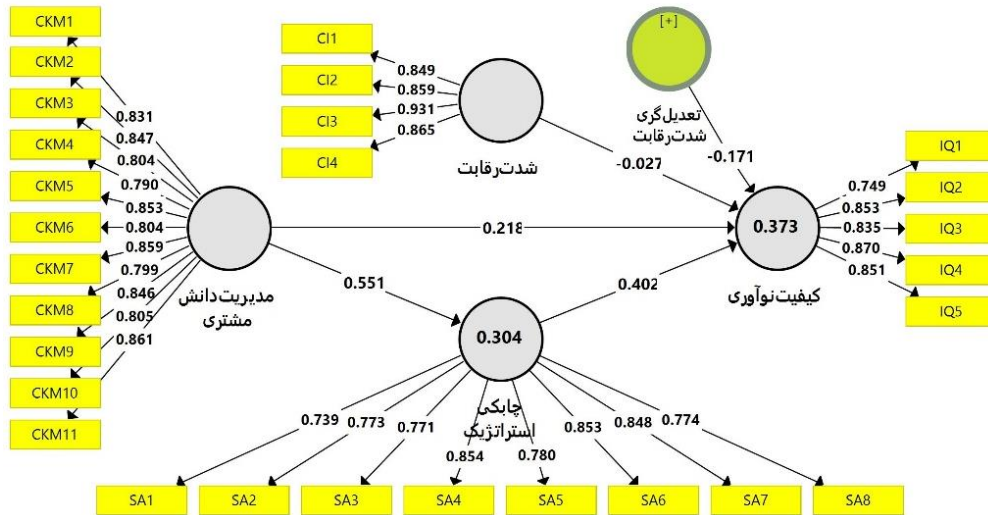 CKM1
CKM2
CKM3
CKM4
CKM5
CKM6
CKM7
CKM8
CKM9
CKM10
CKM11
0.831
0.847
0.804
0.790
0.853
0.804
0.859
0.799
0.846
0.805
0.861
مدیریت دانش
مشتری
CI1
CI2
CI3
CI4
0.849
0.859
0.931
0.865
شدت رقابت
[+]
تعدیل‌گری
شدت رقابت
-0.171
-0.027
0.218
0.551
0.402
0.373
کیفیت نوآوری
IQ1
IQ2
IQ3
IQ4
IQ5
0.749
0.853
0.835
0.870
0.851
0.304
چابکی
استراتژیک
0.739
0.773
0.771
0.854
0.780
0.853
0.848
0.774
SA1
SA2
SA3
SA4
SA5
SA6
SA7
SA8